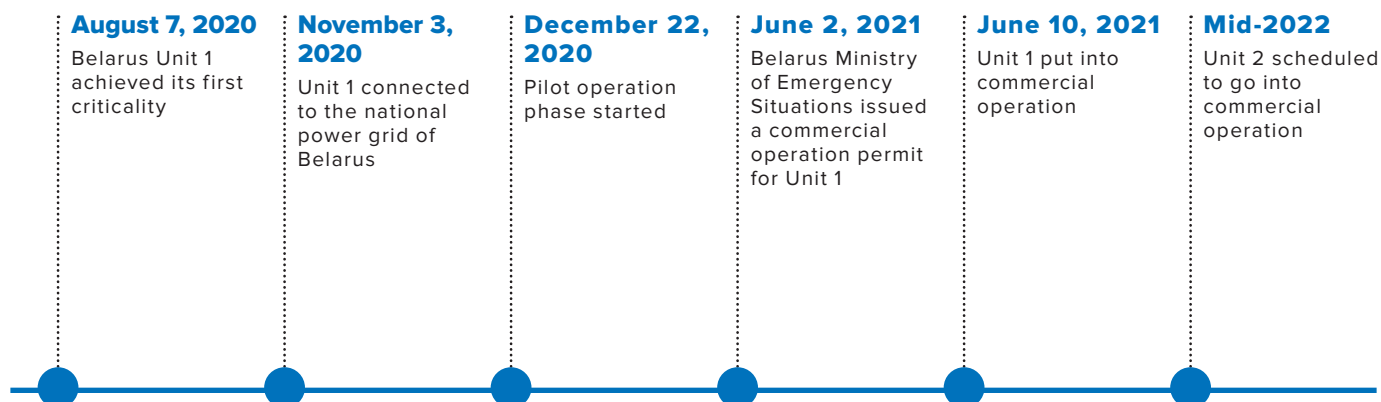 August 7, 2020
Belarus Unit 1
achieved its first
criticality
November 3,
2020
Unit 1 connected
to the national
power grid of
Belarus
December 22,
2020
Pilot operation
phase started
June 2, 2021
Belarus Ministry
of Emergency
Situations issued
a commercial
operation permit
for Unit 1
June 10, 2021
Unit 1 put into
commercial
operation
Mid-2022
Unit 2 scheduled
to go into
commercial
operation